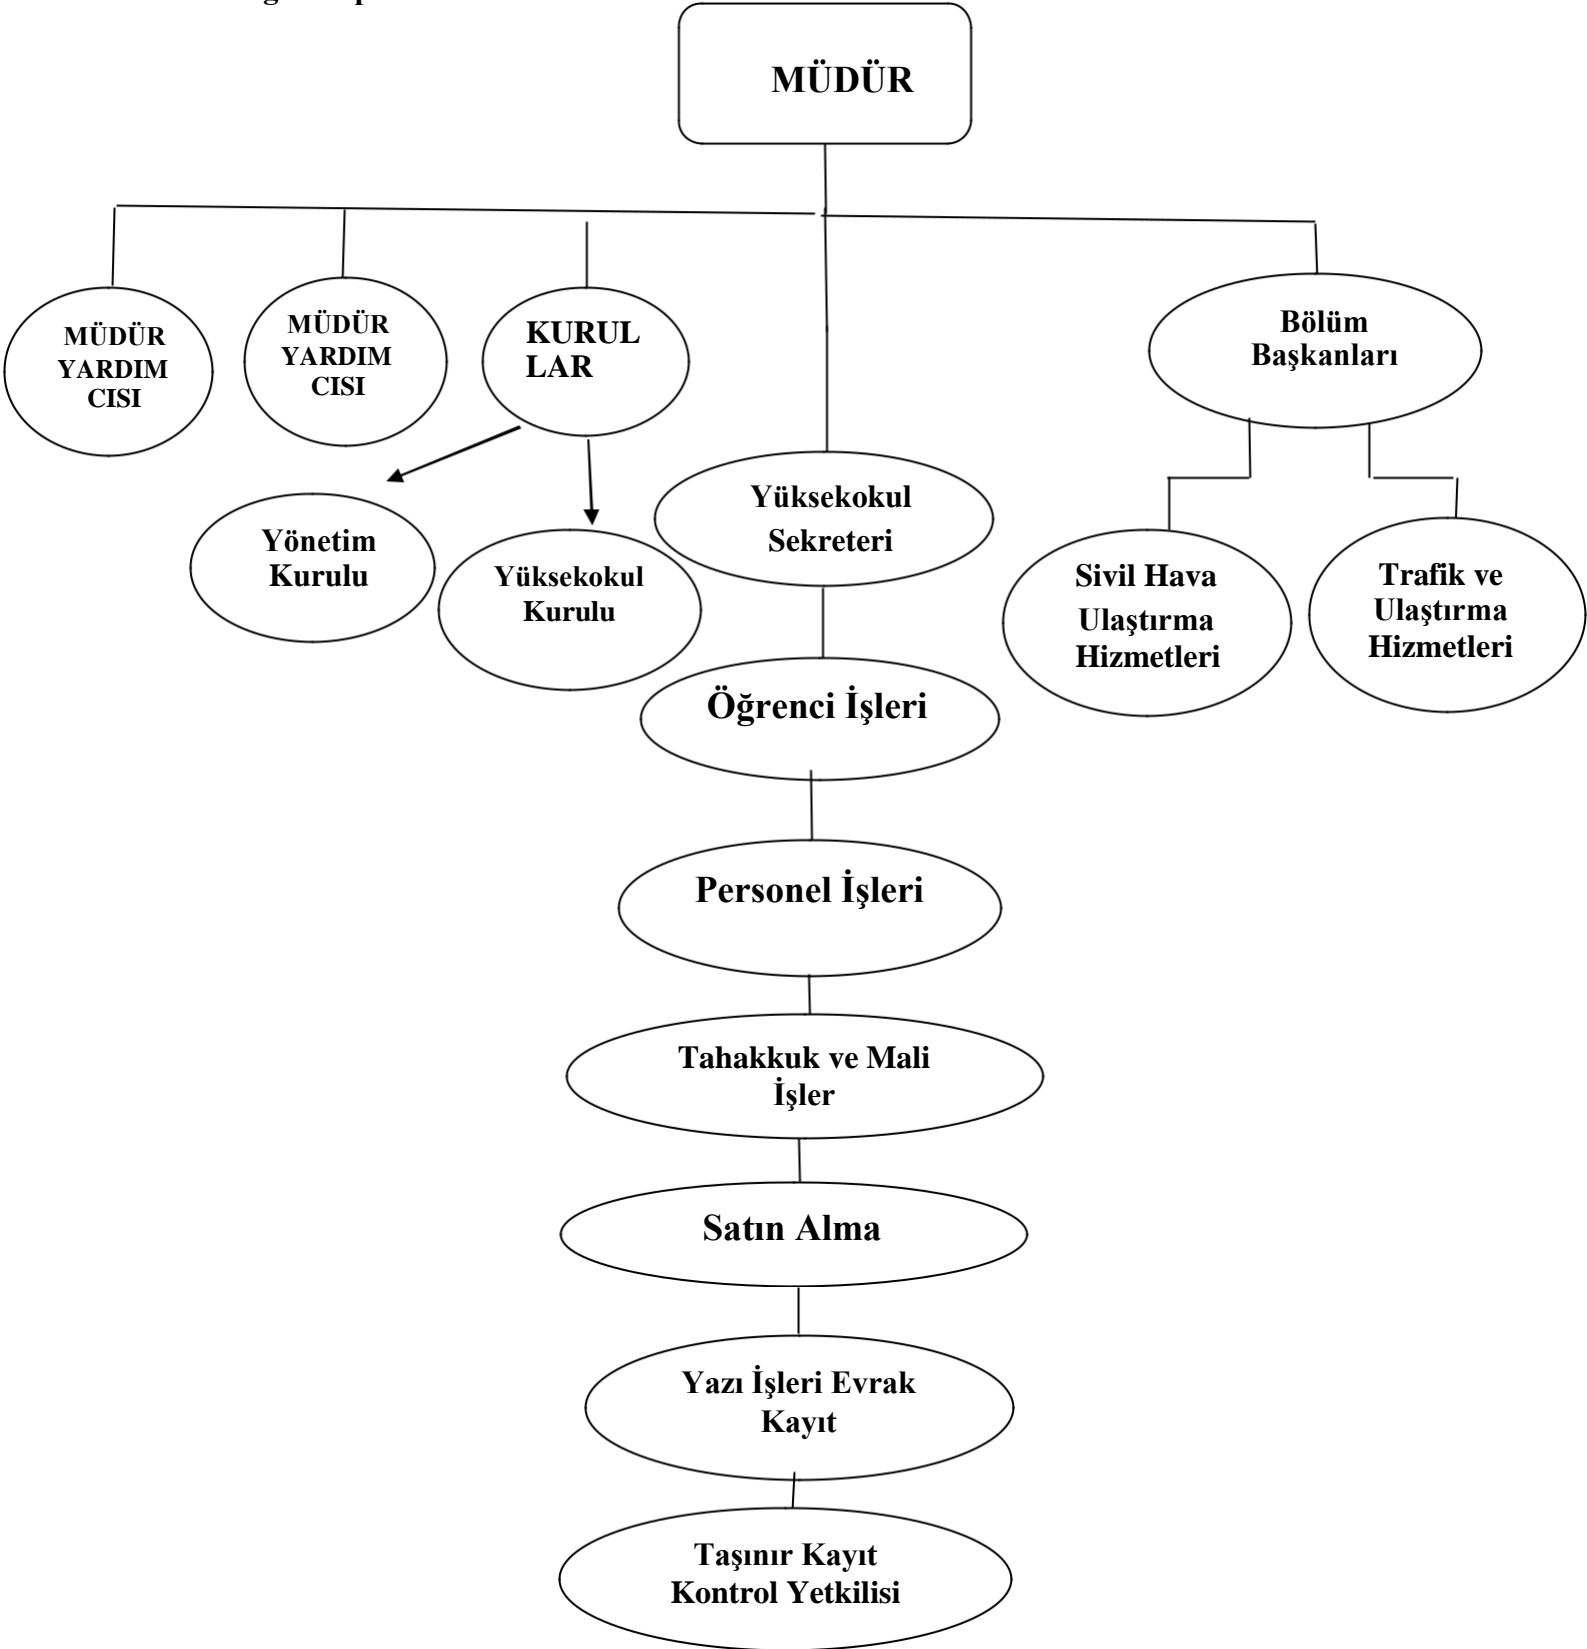 MÜDÜR
MÜDÜR
YARDIM
CISI
MÜDÜR
YARDIM
CISI
KURUL
LAR
Bölüm
Başkanları
Yönetim
Kurulu
Yüksekokul
Kurulu
Yüksekokul
Sekreteri
Sivil Hava
Ulaştırma
Hizmetleri
Trafik ve
Ulaştırma
Hizmetleri
Öğrenci İşleri
Personel İşleri
Tahakkuk ve Mali
İşler
Satın Alma
Yazı İşleri Evrak
Kayıt
Taşınır Kayıt
Kontrol Yetkilisi